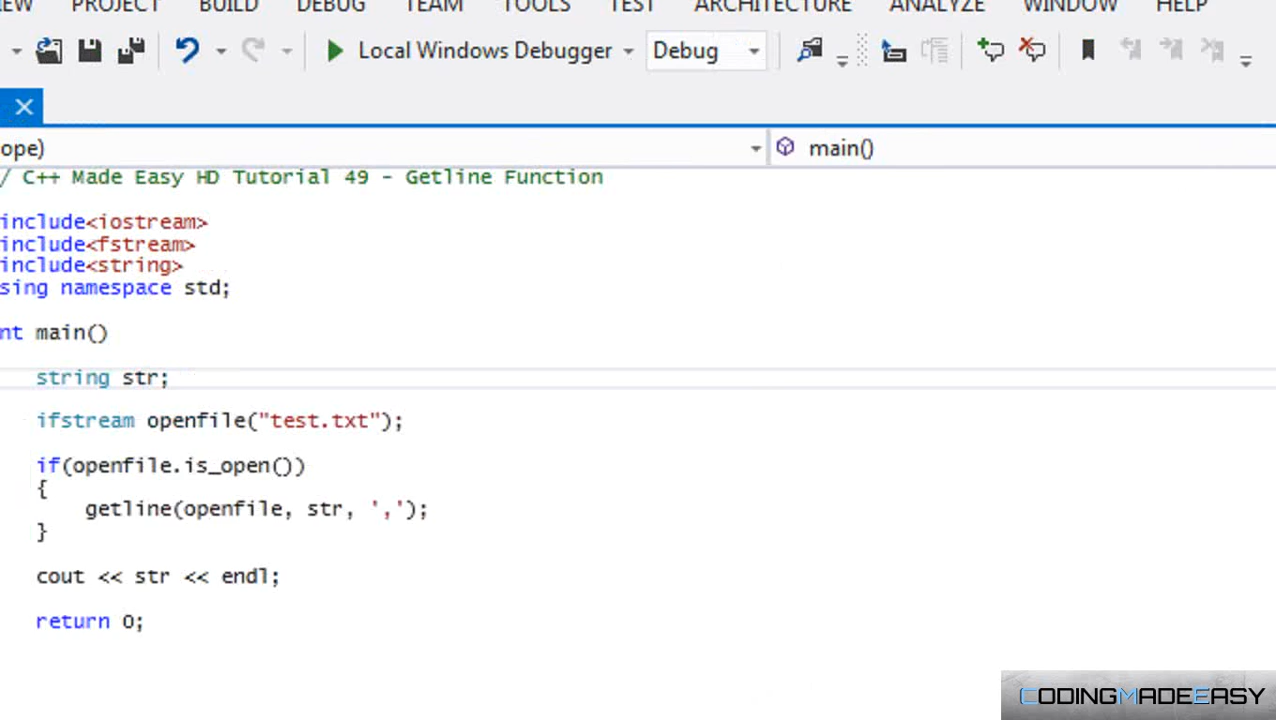 EW PROJECT BUILD DEBUG TEAM TOOLS TEST ARCHITECTURE ANALYZE WINDOW HELP
Local Windows Debugger Debug
ope) main()
/ C++ Made Easy HD Tutorial 49 - Getline Function
include<iostream>
include<fstream>
include<string>
sing namespace std;
nt main()
string str;
ifstream openfile("test.txt");
if(openfile.is_open())
{
getline(openfile, str, ',');
}
cout << str << endl;
return 0;
CODINGMADEEASY